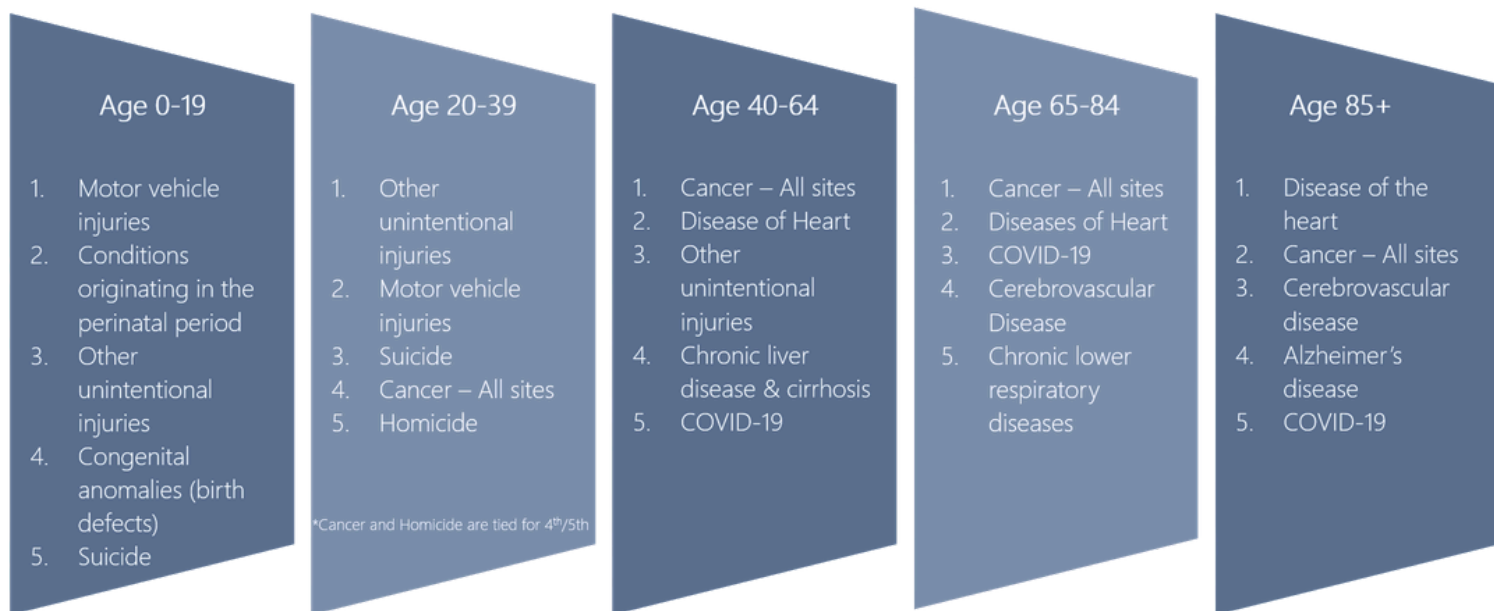 Age 0-19
1. Motor vehicle
injuries
2. Conditions
originating in the
perinatal period
3. Other
unintentional
injuries
4. Congenital
anomalies (birth
defects)
5. Suicide
Age 20-39
1. Other
unintentional
injuries
2. Motor vehicle
injuries
3. Suicide
4. Cancer – All sites
5. Homicide
*Cancer and Homicide are tied for 4th/5th
Age 40-64
1. Cancer – All sites
2. Disease of Heart
3. Other
unintentional
injuries
4. Chronic liver
disease & cirrhosis
5. COVID-19
Age 65-84
1. Cancer – All sites
2. Diseases of Heart
3. COVID-19
4. Cerebrovascular
Disease
5. Chronic lower
respiratory
diseases
Age 85+
1. Disease of the
heart
2. Cancer – All sites
3. Cerebrovascular
disease
4. Alzheimer’s
disease
5. COVID-19